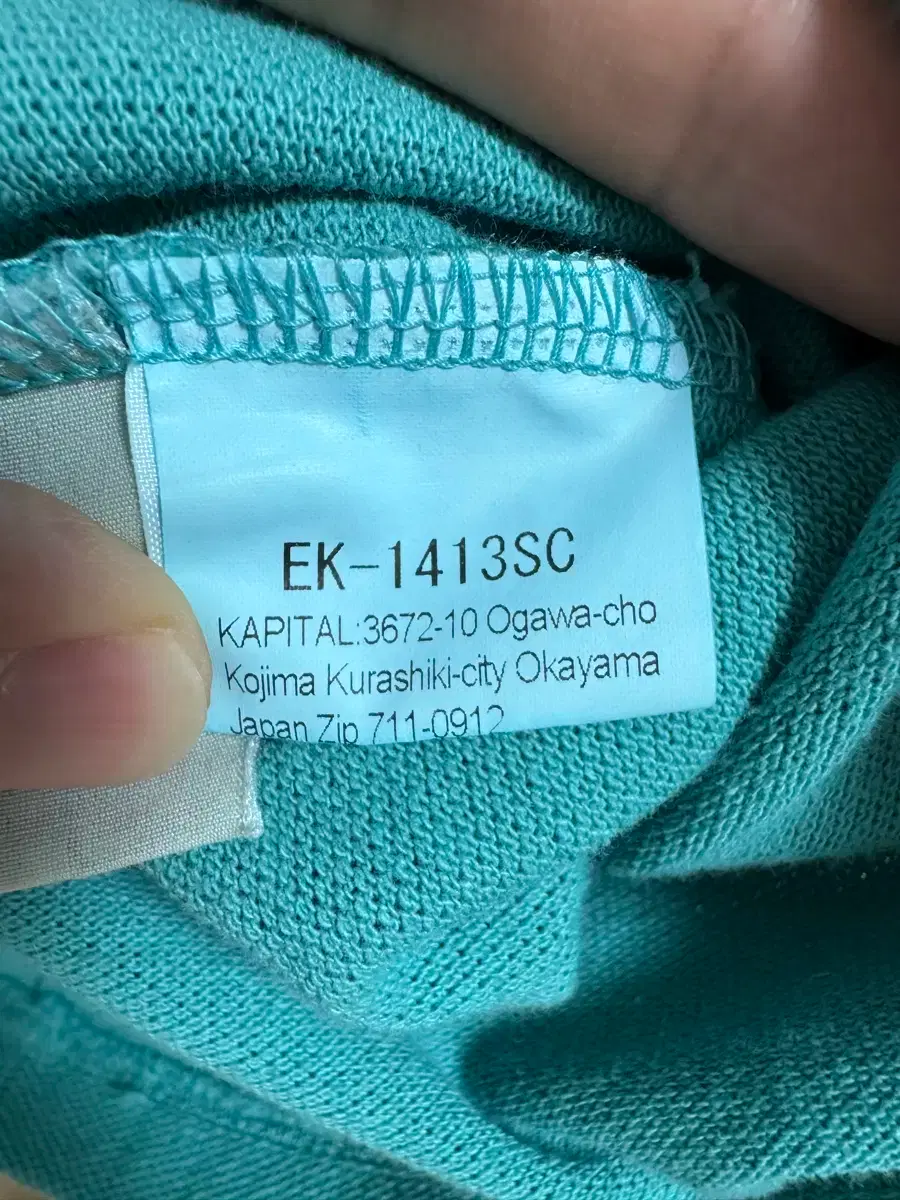 EK-1413SC
KAPITAL:3672-10 Ogawa-cho
Kojima Kurashiki-city Okayama
Japan Zip 711-0912